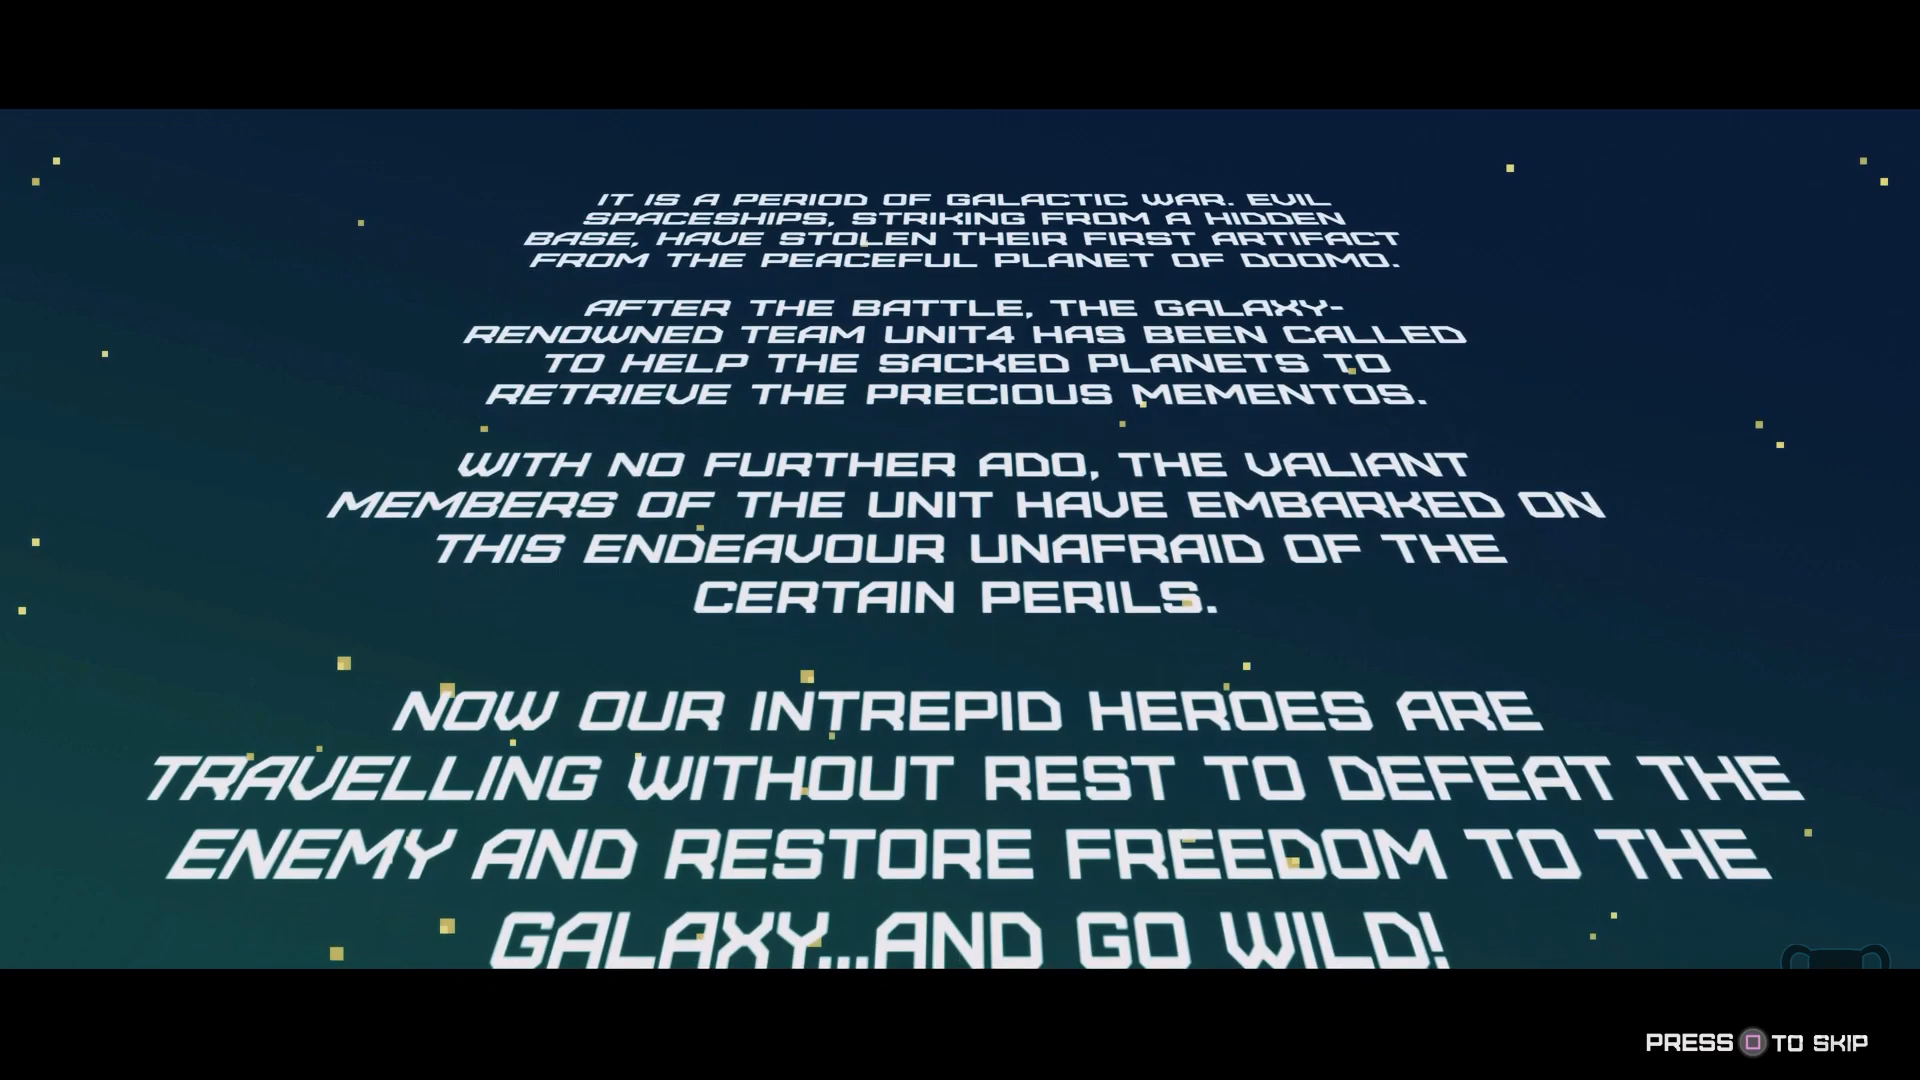 IT IS A PERIOD OF GALACTIC WAR. EVIL
SPACESHIPS, STRIKING FROM A HIDDEN
BASE, HAVE STOLEN THEIR FIRST ARTIFACT
FROM THE PEACEFUL PLANET OF DOOMO.
AFTER THE BATTLE, THE GALAXY-
RENOWNED TEAM UNIT4 HAS BEEN CALLED
TO HELP THE SACKED PLANETS TO
RETRIEVE THE PRECIOUS MEMENTOS.
WITH NO FURTHER ADO, THE VALIANT
MEMBERS OF THE UNIT HAVE EMBARKED ON
THIS ENDEAVOUR UNAFRAID OF THE
CERTAIN PERILS.
NOW OUR INTREPID HEROES ARE
TRAVELLING WITHOUT REST TO DEFEAT THE
ENEMY AND RESTORE FREEDOM TO THE
GALAXY...AND GO WILD!
PRESS TO SKIP